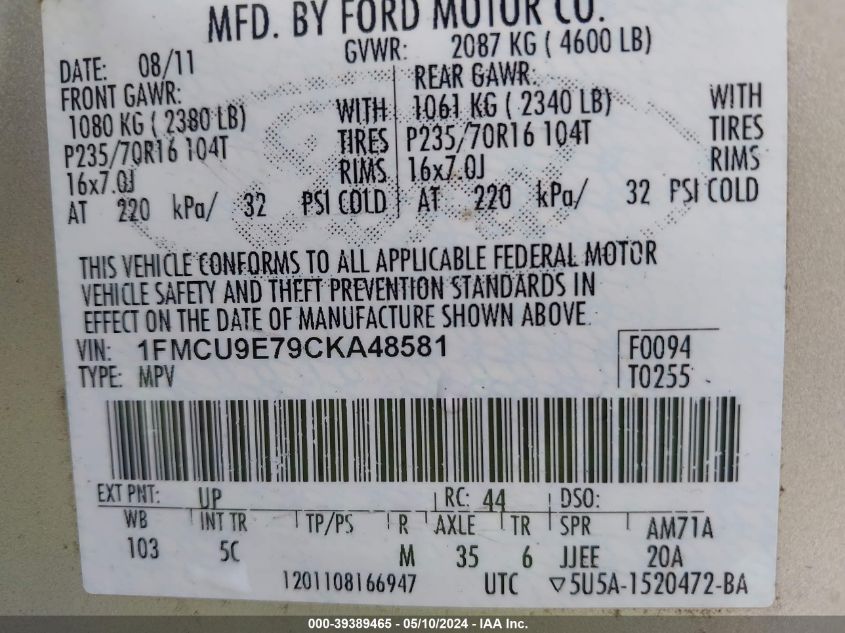 MFD. BY FORD MOTOR CO.
DATE: 08/11 GVWR: 2087 KG ( 4600 LB)
FRONT GAWR: REAR GAWR:
1080 KG ( 2380 LB) WITH 1061 KG ( 2340 LB) WITH
P235/70R16 104T TIRES P235/70R16 104T TIRES
16x7.0J RIMS 16x7.0J RIMS
AT 220 kPa/ 32 PSI COLD AT 220 kPa/ 32 PSI COLD
THIS VEHICLE CONFORMS TO ALL APPLICABLE FEDERAL MOTOR
VEHICLE SAFETY AND THEFT PREVENTION STANDARDS IN
EFFECT ON THE DATE OF MANUFACTURE SHOWN ABOVE.
VIN: 1FMCU9E79CKA48581 F0094
TYPE: MPV T0255
EXT PNT: UP RC: 44 DSO:
WB INT TR TP/PS R AXLE TR SPR AM71A
103 5C M 35 6 JJEE 20A
1201108166947 UTC ▽5U5A-1520472-BA
000-39389465 - 05/10/2024 - IAA Inc.